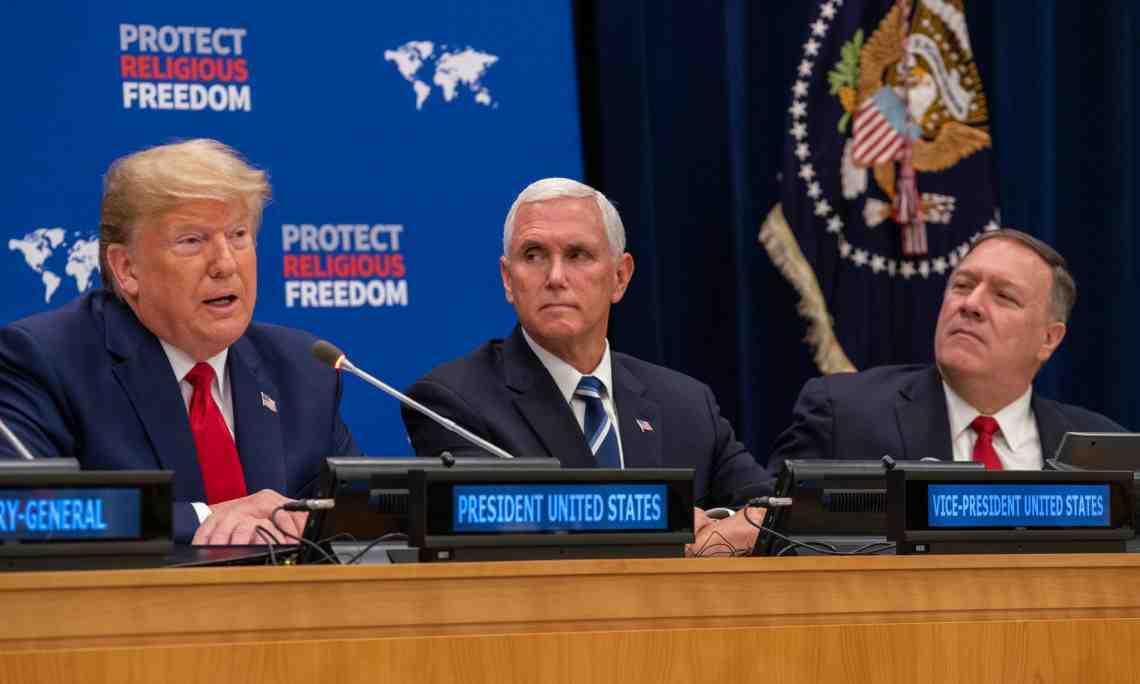 PROTECT
RELIGIOUS
FREEDOM
PROTECT
RELIGIOUS
FREEDOM
RY-GENERAL
PRESIDENT UNITED STATES
VICE-PRESIDENT UNITED STATES